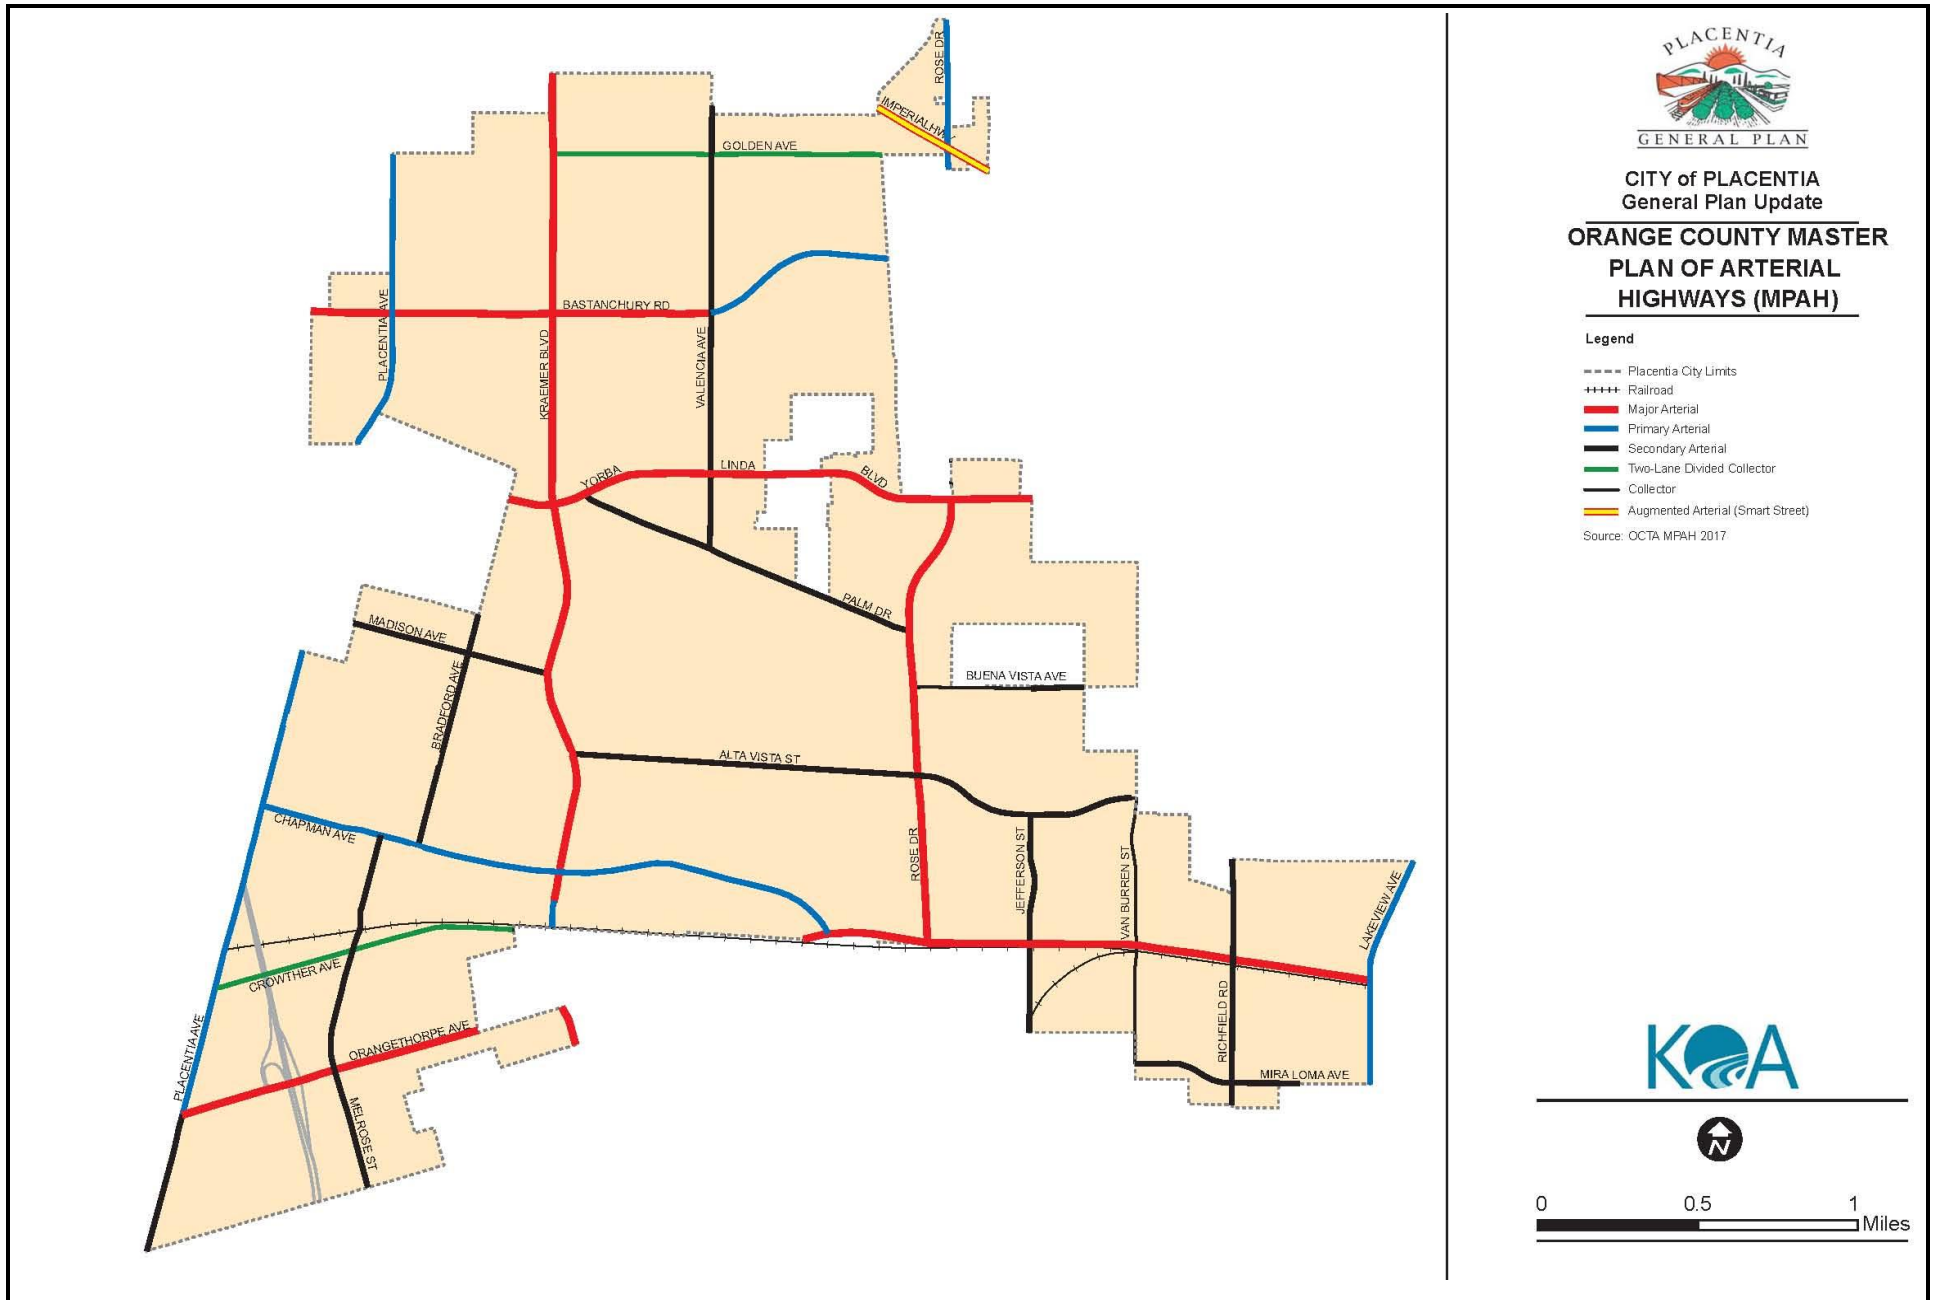 ROSE DR
IMPERIALHWY
GOLDEN AVE
PLACENTIA AVE
BASTANCHURY RD
KRAEMER BLVD
VALENCIA AVE
YORBA
LINDA
BLVD
PALM DR
MADISON AVE
BRADFORD AVE
BUENA VISTA AVE
ALTA VISTA ST
CHAPMAN AVE
ROSE DR
JEFFERSON ST
VAN BURREN ST
LAKEVIEW AVE
CROWTHER AVE
RICHFIELD RD
PLACENTIA AVE
ORANGETHORPE AVE
MIRA LOMA AVE
MELROSE ST
PLACENTIA
GENERAL PLAN
CITY of PLACENTIA
General Plan Update
ORANGE COUNTY MASTER
PLAN OF ARTERIAL
HIGHWAYS (MPAH)
Legend
Placentia City Limits
Railroad
Major Arterial
Primary Arterial
Secondary Arterial
Two-Lane Divided Collector
Collector
Augmented Arterial (Smart Street)
Source: OCTA MPAH 2017
KOA
N
0 0.5 1
Miles